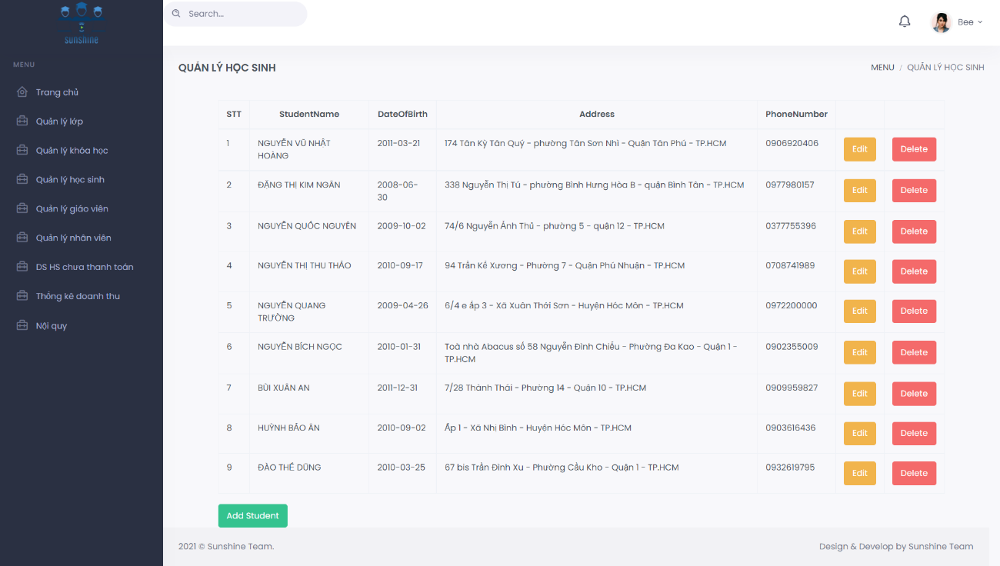 sunshine
Search...
Bee
MENU
Trang chủ
Quản lý lớp
Quản lý khóa học
Quản lý học sinh
Quản lý giáo viên
Quản lý nhân viên
DS HS chưa thanh toán
Thống kê doanh thu
Nội quy
QUẢN LÝ HỌC SINH
MENU / QUẢN LÝ HỌC SINH
STT StudentName DateOfBirth Address PhoneNumber
1 NGUYỄN VŨ NHẬT 2011-03-21 174 Tân Kỳ Tân Quý - phường Tân Sơn Nhì - Quận Tân Phú - TP.HCM 0906920406 Edit Delete
HOÀNG
2 ĐẶNG THỊ KIM NGÂN 2008-06- 338 Nguyễn Thị Tú - phường Bình Hưng Hòa B - quận Bình Tân - TP.HCM 0977980157 Edit Delete
30
3 NGUYỄN QUỐC NGUYÊN 2009-10-02 74/6 Nguyễn Ảnh Thủ - phường 5 - quận 12 - TP.HCM 0377755396 Edit Delete
4 NGUYỄN THỊ THU THẢO 2010-09-17 94 Trần Kế Xương - Phường 7 - Quận Phú Nhuận - TP.HCM 0708741989 Edit Delete
5 NGUYỄN QUANG 2009-04-26 6/4 e ấp 3 - Xã Xuân Thới Sơn - Huyện Hóc Môn - TP.HCM 0972200000 Edit Delete
TRƯỜNG
6 NGUYỄN BÍCH NGỌC 2010-01-31 Toà nhà Abacus số 58 Nguyễn Đình Chiểu - Phường Đa Kao - Quận 1 - 0902355009 Edit Delete
TP.HCM
7 BÙI XUÂN AN 2011-12-31 7/28 Thành Thái - Phường 14 - Quận 10 - TP.HCM 0909959827 Edit Delete
8 HUỲNH BẢO ÂN 2010-09-02 Ấp 1 - Xã Nhị Bình - Huyện Hóc Môn - TP.HCM 0903616436 Edit Delete
9 ĐÀO THẾ DŨNG 2010-03-25 67 bis Trần Đình Xu - Phường Cầu Kho - Quận 1 - TP.HCM 0932619795 Edit Delete
Add Student
2021 © Sunshine Team.
Design & Develop by Sunshine Team